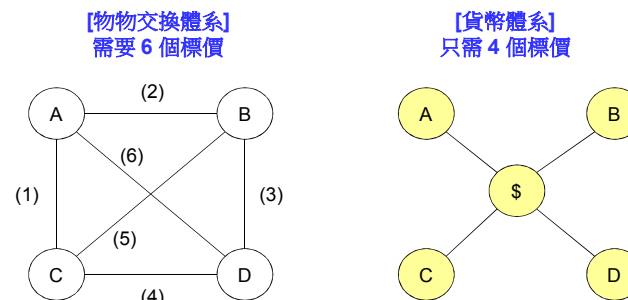 [物物交換體系]
需要 6 個標價
[貨幣體系]
只需 4 個標價
A
(2)
B
(6)
(1)
(3)
(5)
C
D
(4)
A
B
$
C
D